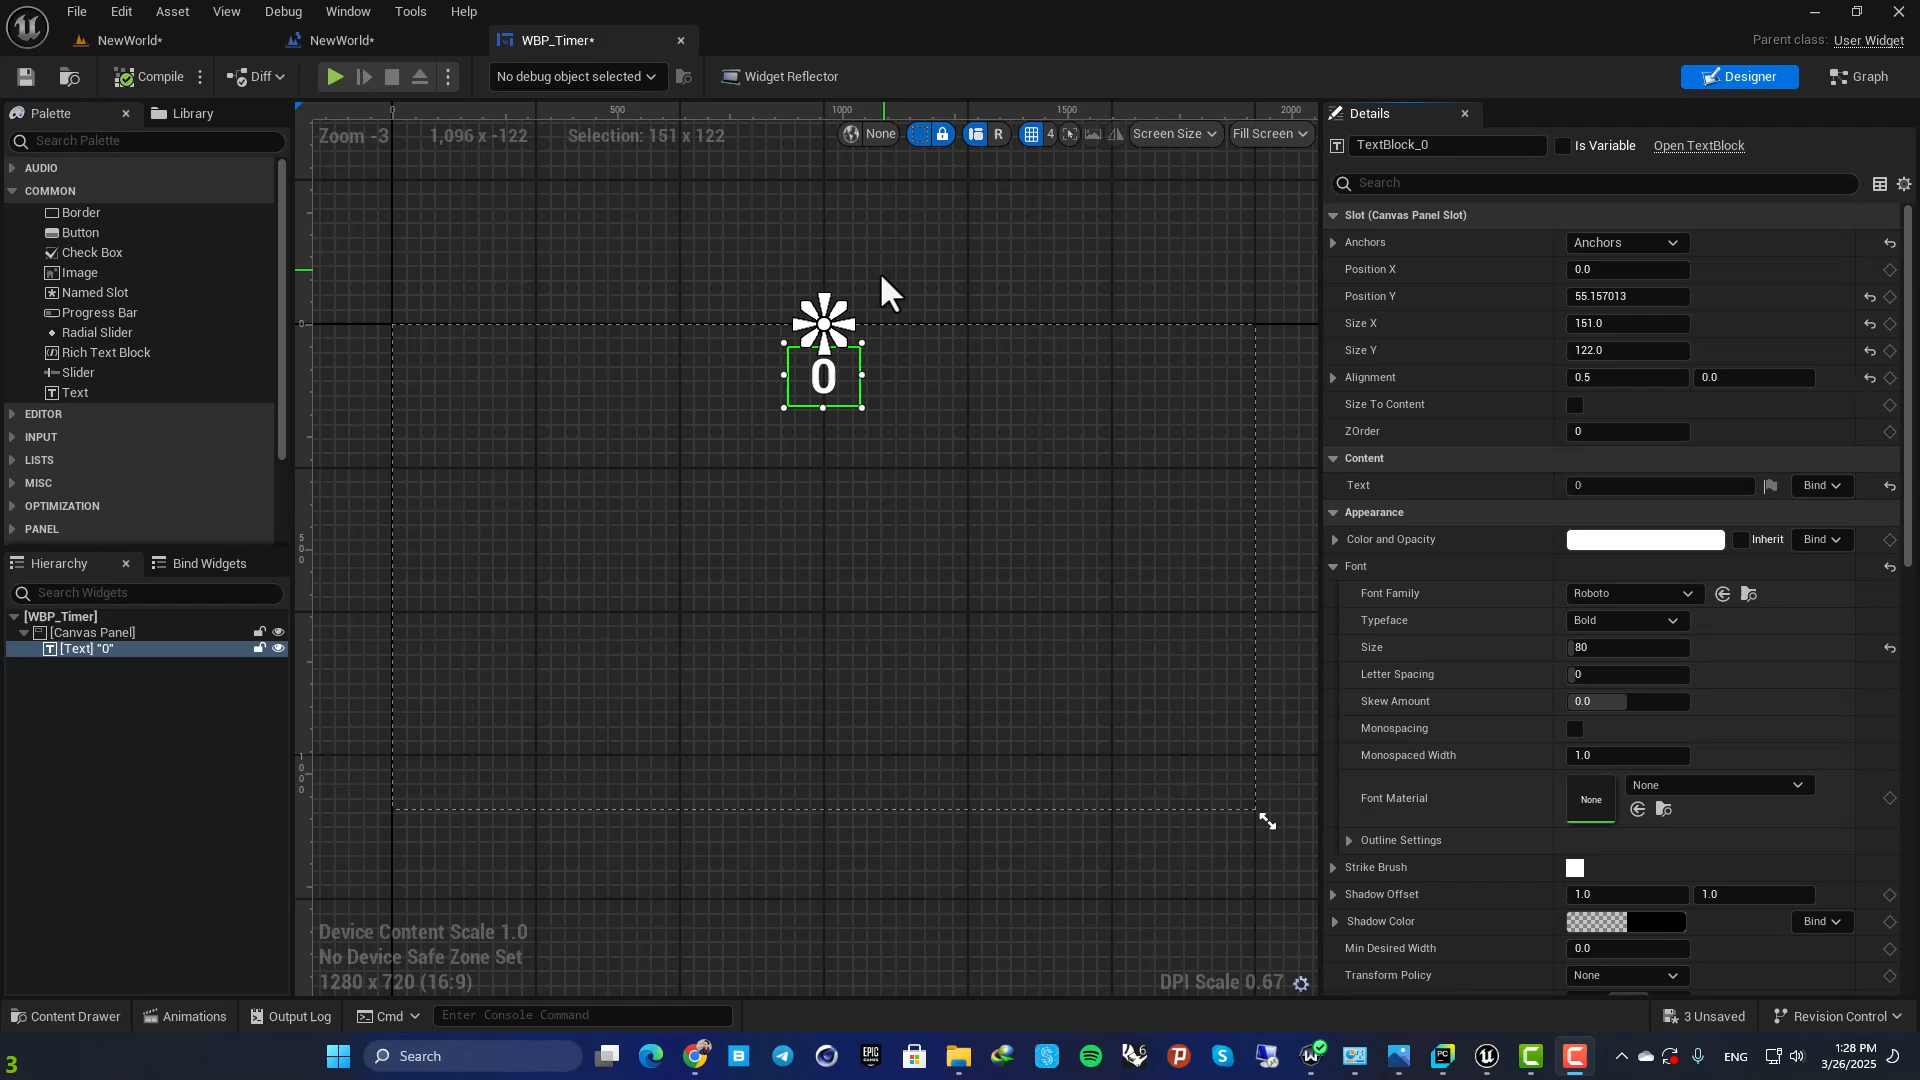 File Edit Asset View Debug Window Tools Help
NewWorld* NewWorld* WBP_Timer*
Parent class: User Widget
Compile Diff No debug object selected Widget Reflector Designer Graph
Palette Library
Search Palette
AUDIO
COMMON
Border
Button
Check Box
Image
Named Slot
Progress Bar
Radial Slider
Rich Text Block
Slider
Text
EDITOR
INPUT
LISTS
MISC
OPTIMIZATION
PANEL
Hierarchy Bind Widgets
Search Widgets
[WBP_Timer]
[Canvas Panel]
[Text] "0"
0 500 1000 1500 2000
Zoom -3 1,096 x -122 Selection: 151 x 122
None R 4 Screen Size Fill Screen
0
0
500
1000
Device Content Scale 1.0
No Device Safe Zone Set
1280 x 720 (16:9)
DPI Scale 0.67
Details
TextBlock_0 Is Variable Open TextBlock
Search
Slot (Canvas Panel Slot)
Anchors Anchors
Position X 0.0
Position Y 55.157013
Size X 151.0
Size Y 122.0
Alignment 0.5 0.0
Size To Content
ZOrder 0
Content
Text 0 Bind
Appearance
Color and Opacity Inherit Bind
Font
Font Family Roboto
Typeface Bold
Size 80
Letter Spacing 0
Skew Amount 0.0
Monospacing
Monospaced Width 1.0
Font Material None None
Outline Settings
Strike Brush
Shadow Offset 1.0 1.0
Shadow Color Bind
Min Desired Width 0.0
Transform Policy None
Content Drawer Animations Output Log Cmd Enter Console Command 3 Unsaved Revision Control
3
Search
EPIC GAMES
ENG
1:28 PM
3/26/2025